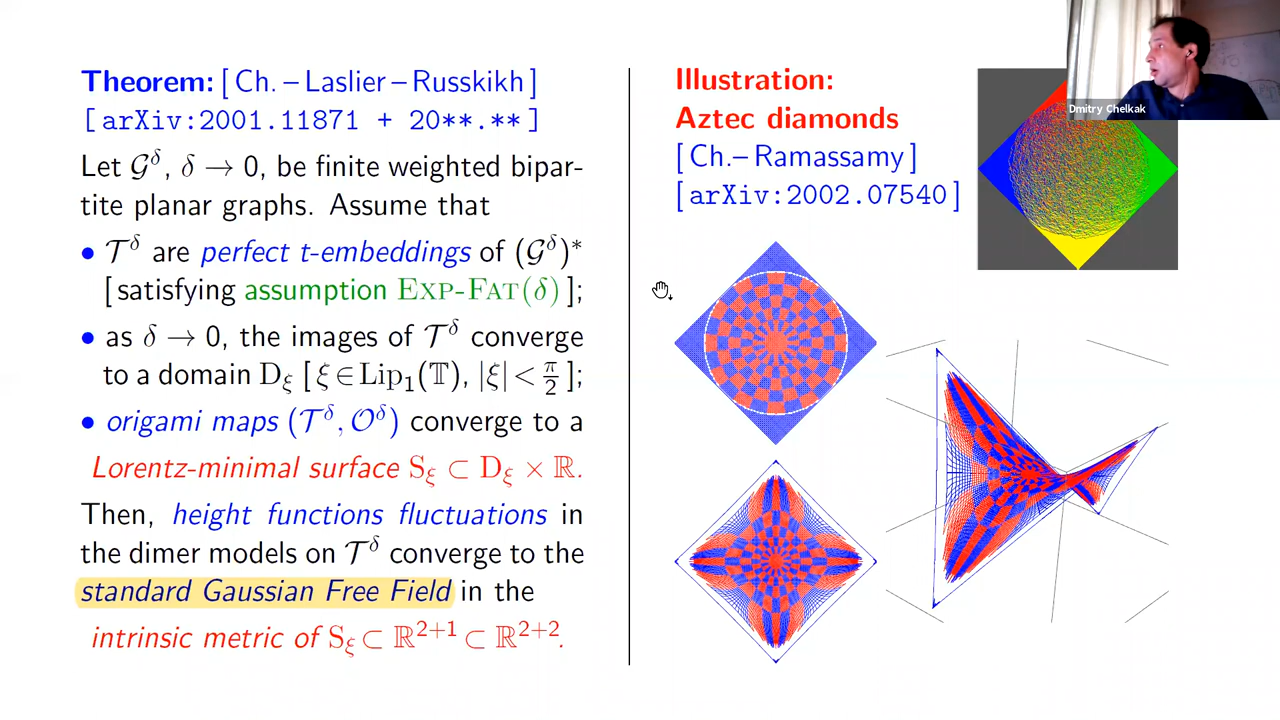 Theorem: [ Ch. – Laslier – Russkikh ]
[ arXiv:2001.11871 + 20**.** ]
Let 𝒢^δ, δ → 0, be finite weighted bipar-
tite planar graphs. Assume that
• 𝒯^δ are perfect t-embeddings of (𝒢^δ)*
[ satisfying assumption EXP-FAT(δ) ];
• as δ → 0, the images of 𝒯^δ converge
to a domain D_ξ [ ξ ∈ Lip₁(𝕋), |ξ| < π/2 ];
• origami maps (𝒯^δ, 𝒪^δ) converge to a
Lorentz-minimal surface S_ξ ⊂ D_ξ × ℝ.
Then, height functions fluctuations in
the dimer models on 𝒯^δ converge to the
standard Gaussian Free Field in the
intrinsic metric of S_ξ ⊂ ℝ^{2+1} ⊂ ℝ^{2+2}.
Illustration:
Aztec diamonds
[ Ch.– Ramassamy ]
[ arXiv:2002.07540 ]
Dmitry Chelkak